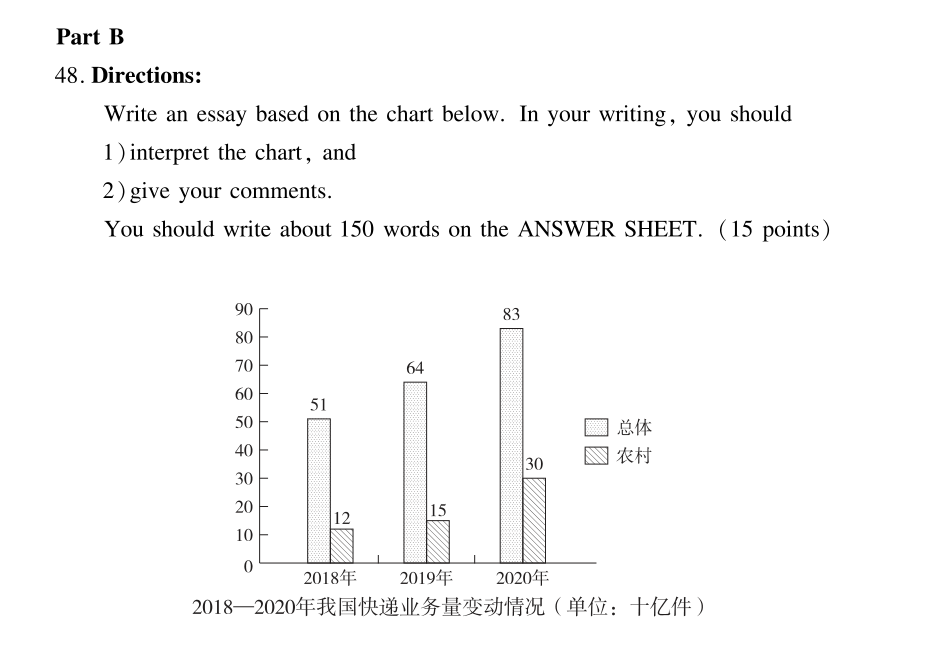 Part B
48. Directions:
Write an essay based on the chart below. In your writing, you should
1)interpret the chart, and
2)give your comments.
You should write about 150 words on the ANSWER SHEET. (15 points)
90
80
70
60
50
40
30
20
10
0
51
12
64
15
83
30
总体
农村
2018年 2019年 2020年
2018—2020年我国快递业务量变动情况(单位：十亿件)